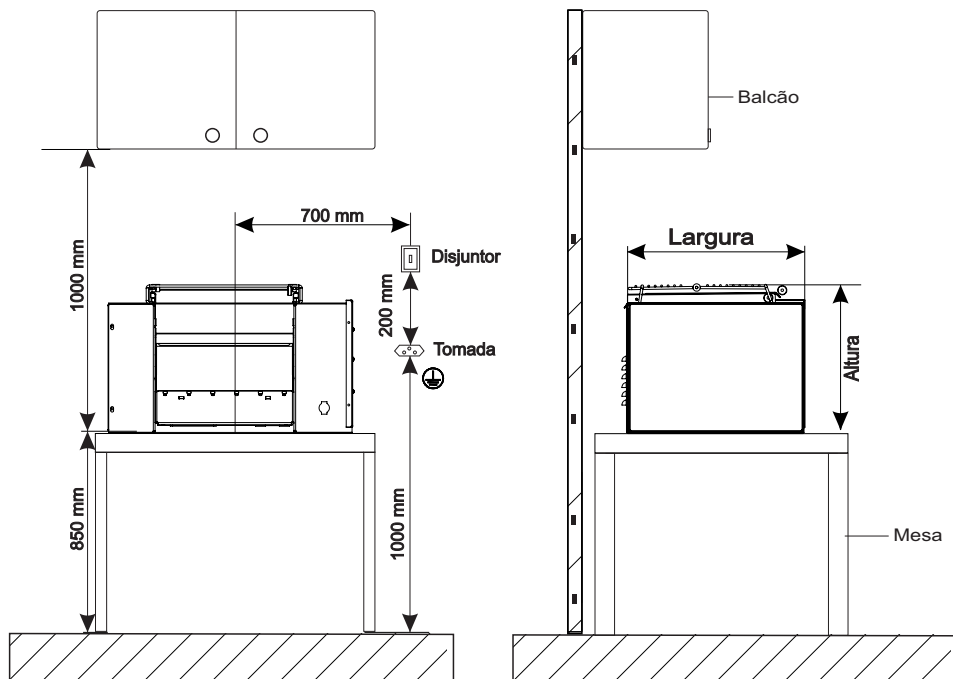 Balcão
700 mm
Largura
Disjuntor
1000 mm
200 mm
Tomada
Altura
850 mm
1000 mm
Mesa